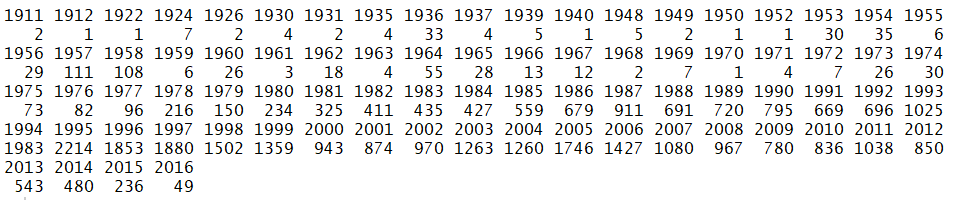 1911 1912 1922 1924 1926 1930 1931 1935 1936 1937 1939 1940 1948 1949 1950 1952 1953 1954 1955
2 1 1 7 2 4 2 4 33 4 5 1 5 2 1 1 30 35 6
1956 1957 1958 1959 1960 1961 1962 1963 1964 1965 1966 1967 1968 1969 1970 1971 1972 1973 1974
29 111 108 6 26 3 18 4 55 28 13 12 2 7 1 4 7 26 30
1975 1976 1977 1978 1979 1980 1981 1982 1983 1984 1985 1986 1987 1988 1989 1990 1991 1992 1993
73 82 96 216 150 234 325 411 435 427 559 679 911 691 720 795 669 696 1025
1994 1995 1996 1997 1998 1999 2000 2001 2002 2003 2004 2005 2006 2007 2008 2009 2010 2011 2012
1983 2214 1853 1880 1502 1359 943 874 970 1263 1260 1746 1427 1080 967 780 836 1038 850
2013 2014 2015 2016
543 480 236 49